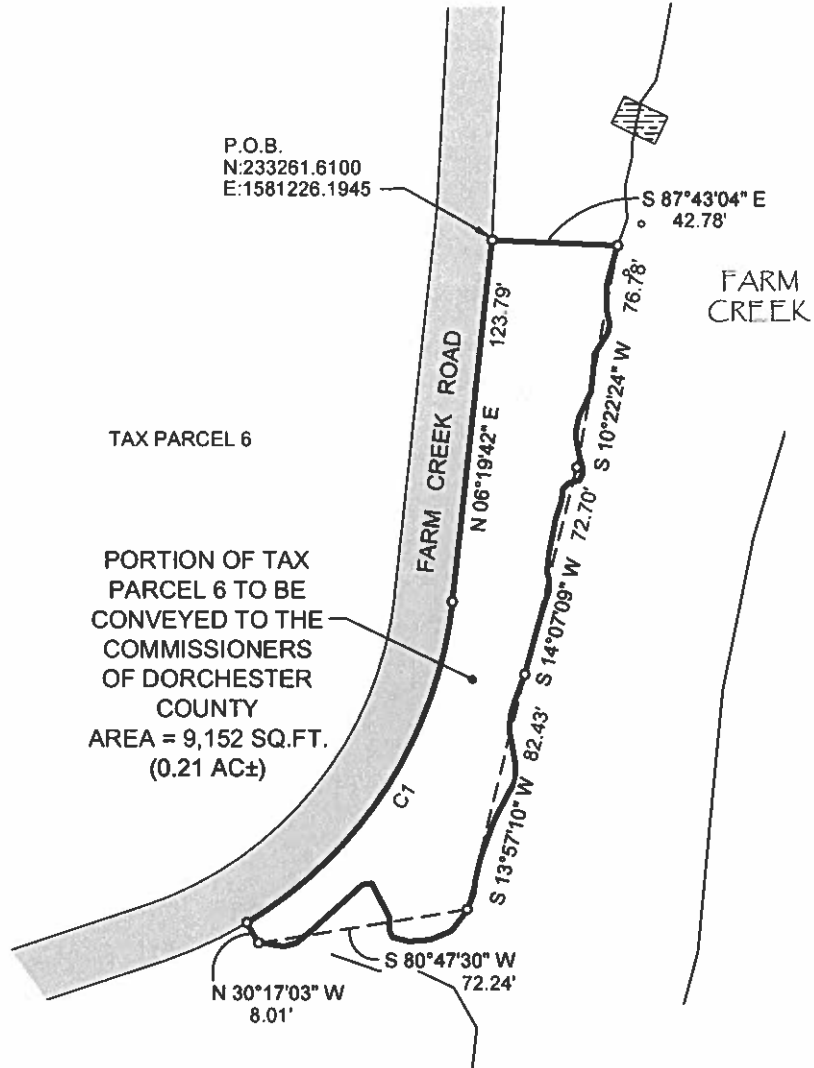 P.O.B.
N:233261.6100
E:1581226.1945
S 87°43'04" E
42.78'
FARM
CREEK
76.78'
S 10°22'24" W
123.79'
N 06°19'42" E
FARM CREEK ROAD
TAX PARCEL 6
PORTION OF TAX
PARCEL 6 TO BE
CONVEYED TO THE
COMMISSIONERS
OF DORCHESTER
COUNTY
AREA = 9,152 SQ.FT.
(0.21 AC±)
72.70'
S 14°07'09" W
82.43'
S 13°57'10" W
C1
S 80°47'30" W
72.24'
N 30°17'03" W
8.01'